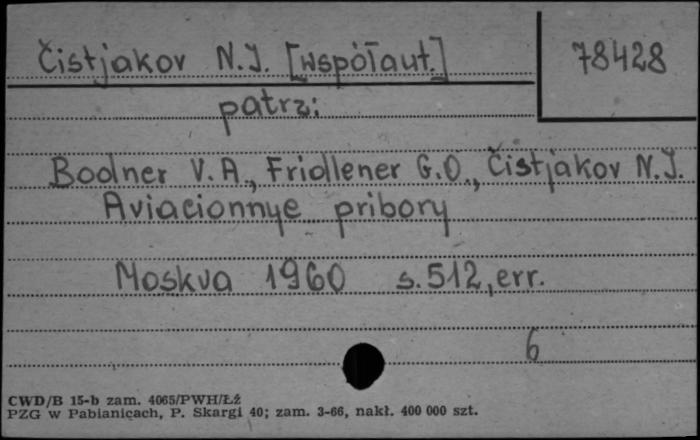 Čistjakov N.J. [współaut.]
78428
patrz:
Bodner V.A., Fridlener G.O., Čistjakov N.J.
Aviacionnye pribory
Moskva 1960 s.512, err.
6
CWD/B 15-b zam. 4065/PWH/Łź
PZG w Pabianicach, P. Skargi 40; zam. 3-66, nakł. 400 000 szt.